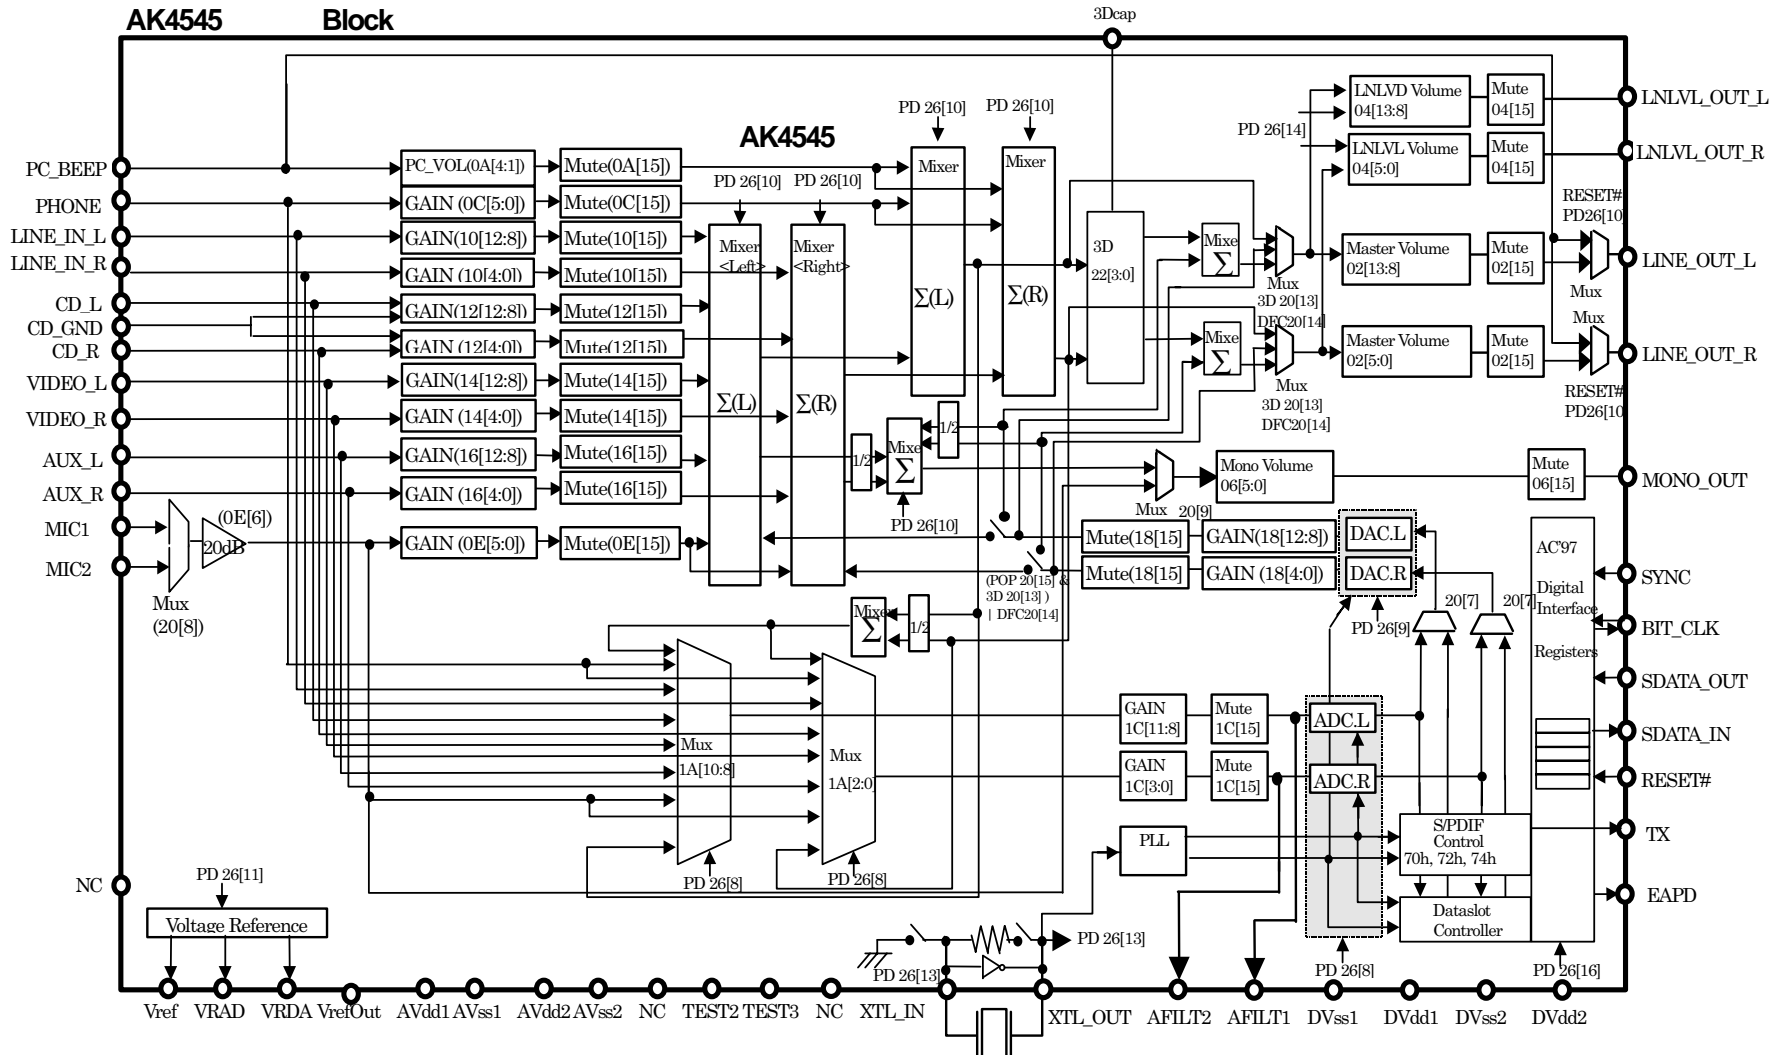 AK4545 Block
3Dcap
AK4545
PC_BEEP
PHONE
LINE_IN_L
LINE_IN_R
CD_L
CD_GND
CD_R
VIDEO_L
VIDEO_R
AUX_L
AUX_R
MIC1
MIC2
NC
(0E[6])
20dB
Mux
(20[8])
PC_VOL(0A[4:1])
Mute(0A[15])
GAIN (0C[5:0])
Mute(0C[15])
GAIN(10[12:8])
Mute(10[15])
GAIN (10[4:0])
Mute(10[15])
GAIN(12[12:8])
Mute(12[15])
GAIN (12[4:0])
Mute(12[15])
GAIN(14[12:8])
Mute(14[15])
GAIN (14[4:0])
Mute(14[15])
GAIN(16[12:8])
Mute(16[15])
GAIN (16[4:0])
Mute(16[15])
GAIN (0E[5:0])
Mute(0E[15])
PD 26[10]
PD 26[10]
Mixer
<Left>
Σ(L)
Mixer
<Right>
Σ(R)
PD 26[10]
PD 26[10]
Mixer
Σ(L)
Mixer
Σ(R)
3D
22[3:0]
Mixe
Σ
Mixe
Σ
Mux
3D 20[13]
DFC20[14]
Mux
3D 20[13]
DFC20[14]
PD 26[14]
LNLVD Volume
04[13:8]
Mute
04[15]
LNLVL Volume
04[5:0]
Mute
04[15]
Master Volume
02[13:8]
Mute
02[15]
Master Volume
02[5:0]
Mute
02[15]
RESET#
PD26[10
Mux
Mux
RESET#
PD26[10
LNLVL_OUT_L
LNLVL_OUT_R
LINE_OUT_L
LINE_OUT_R
MONO_OUT
SYNC
BIT_CLK
SDATA_OUT
SDATA_IN
RESET#
TX
EAPD
1/2
Mixe
Σ
1/2
PD 26[10]
Mux 20[9]
Mono Volume
06[5:0]
Mute
06[15]
Mute(18[15]
GAIN(18[12:8])
DAC.L
Mute(18[15]
GAIN (18[4:0])
DAC.R
PD 26[9]
20[7]
20[7]
(POP 20[15] &
3D 20[13] )
| DFC20[14]
Mixer
Σ
1/2
AC'97
Digital
Interface
Registers
Mux
1A[10:8]
PD 26[8]
Mux
1A[2:0]
PD 26[8]
GAIN
1C[11:8]
Mute
1C[15]
ADC.L
GAIN
1C[3:0]
Mute
1C[15]
ADC.R
PLL
S/PDIF
Control
70h, 72h, 74h
Dataslot
Controller
PD 26[8]
PD 26[16]
PD 26[11]
Voltage Reference
PD 26[13]
PD 26[13]
Vref
VRAD
VRDA
VrefOut
AVdd1
AVss1
AVdd2
AVss2
NC
TEST2
TEST3
NC
XTL_IN
XTL_OUT
AFILT2
AFILT1
DVss1
DVdd1
DVss2
DVdd2